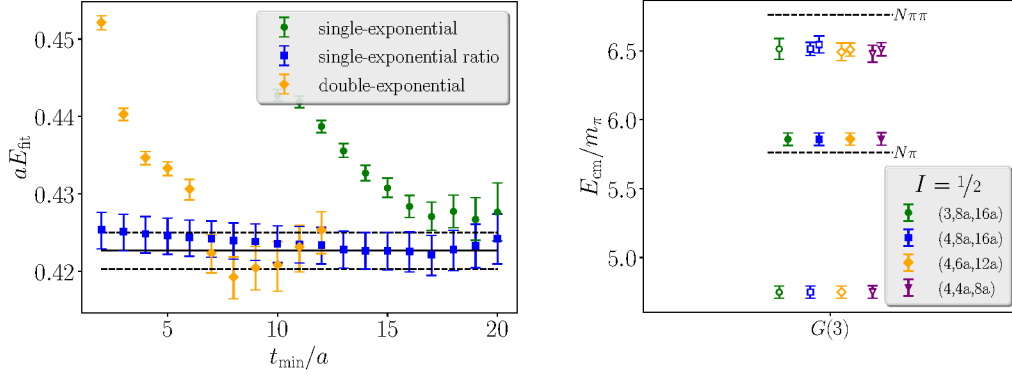 single-exponential
single-exponential ratio
double-exponential
0.45
0.44
0.43
0.42
aE_fit
5
10
15
20
t_min/a
Nππ
6.5
6.0
Nπ
5.5
5.0
E_cm/m_π
I = 1/2
(3,8a,16a)
(4,8a,16a)
(4,6a,12a)
(4,4a,8a)
G(3)